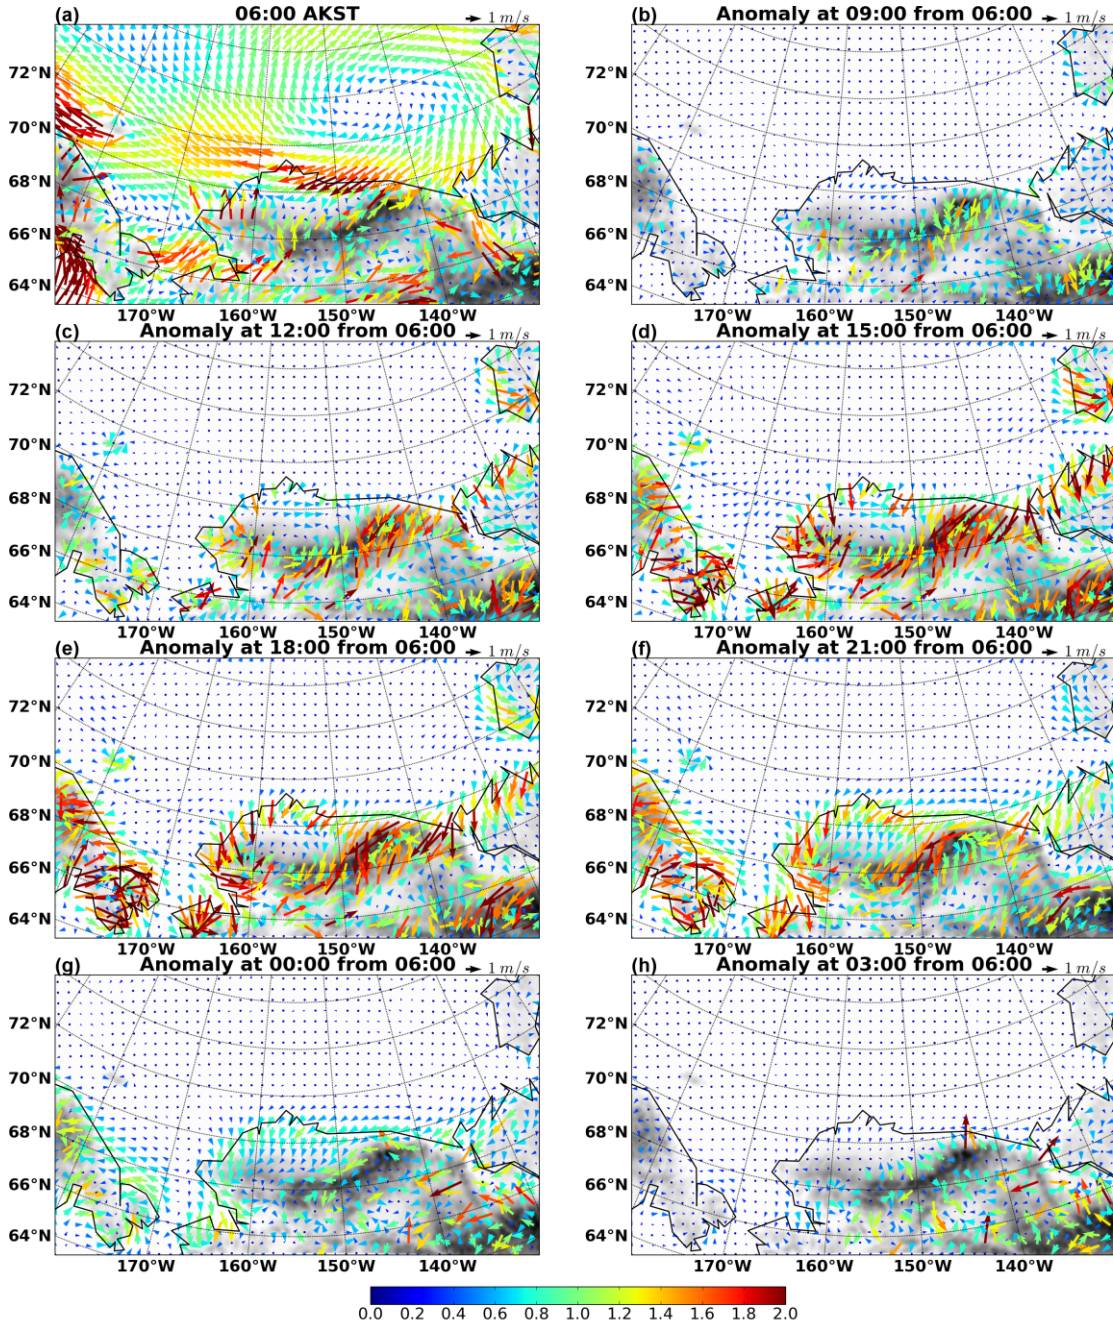 (a) 06:00 AKST 1 m/s
(b) Anomaly at 09:00 from 06:00 1 m/s
72°N
70°N
68°N
66°N
64°N
170°W 160°W 150°W 140°W
72°N
70°N
68°N
66°N
64°N
170°W 160°W 150°W 140°W
(c) Anomaly at 12:00 from 06:00 1 m/s
(d) Anomaly at 15:00 from 06:00 1 m/s
72°N
70°N
68°N
66°N
64°N
170°W 160°W 150°W 140°W
72°N
70°N
68°N
66°N
64°N
170°W 160°W 150°W 140°W
(e) Anomaly at 18:00 from 06:00 1 m/s
(f) Anomaly at 21:00 from 06:00 1 m/s
72°N
70°N
68°N
66°N
64°N
170°W 160°W 150°W 140°W
72°N
70°N
68°N
66°N
64°N
170°W 160°W 150°W 140°W
(g) Anomaly at 00:00 from 06:00 1 m/s
(h) Anomaly at 03:00 from 06:00 1 m/s
72°N
70°N
68°N
66°N
64°N
170°W 160°W 150°W 140°W
72°N
70°N
68°N
66°N
64°N
170°W 160°W 150°W 140°W
0.0 0.2 0.4 0.6 0.8 1.0 1.2 1.4 1.6 1.8 2.0